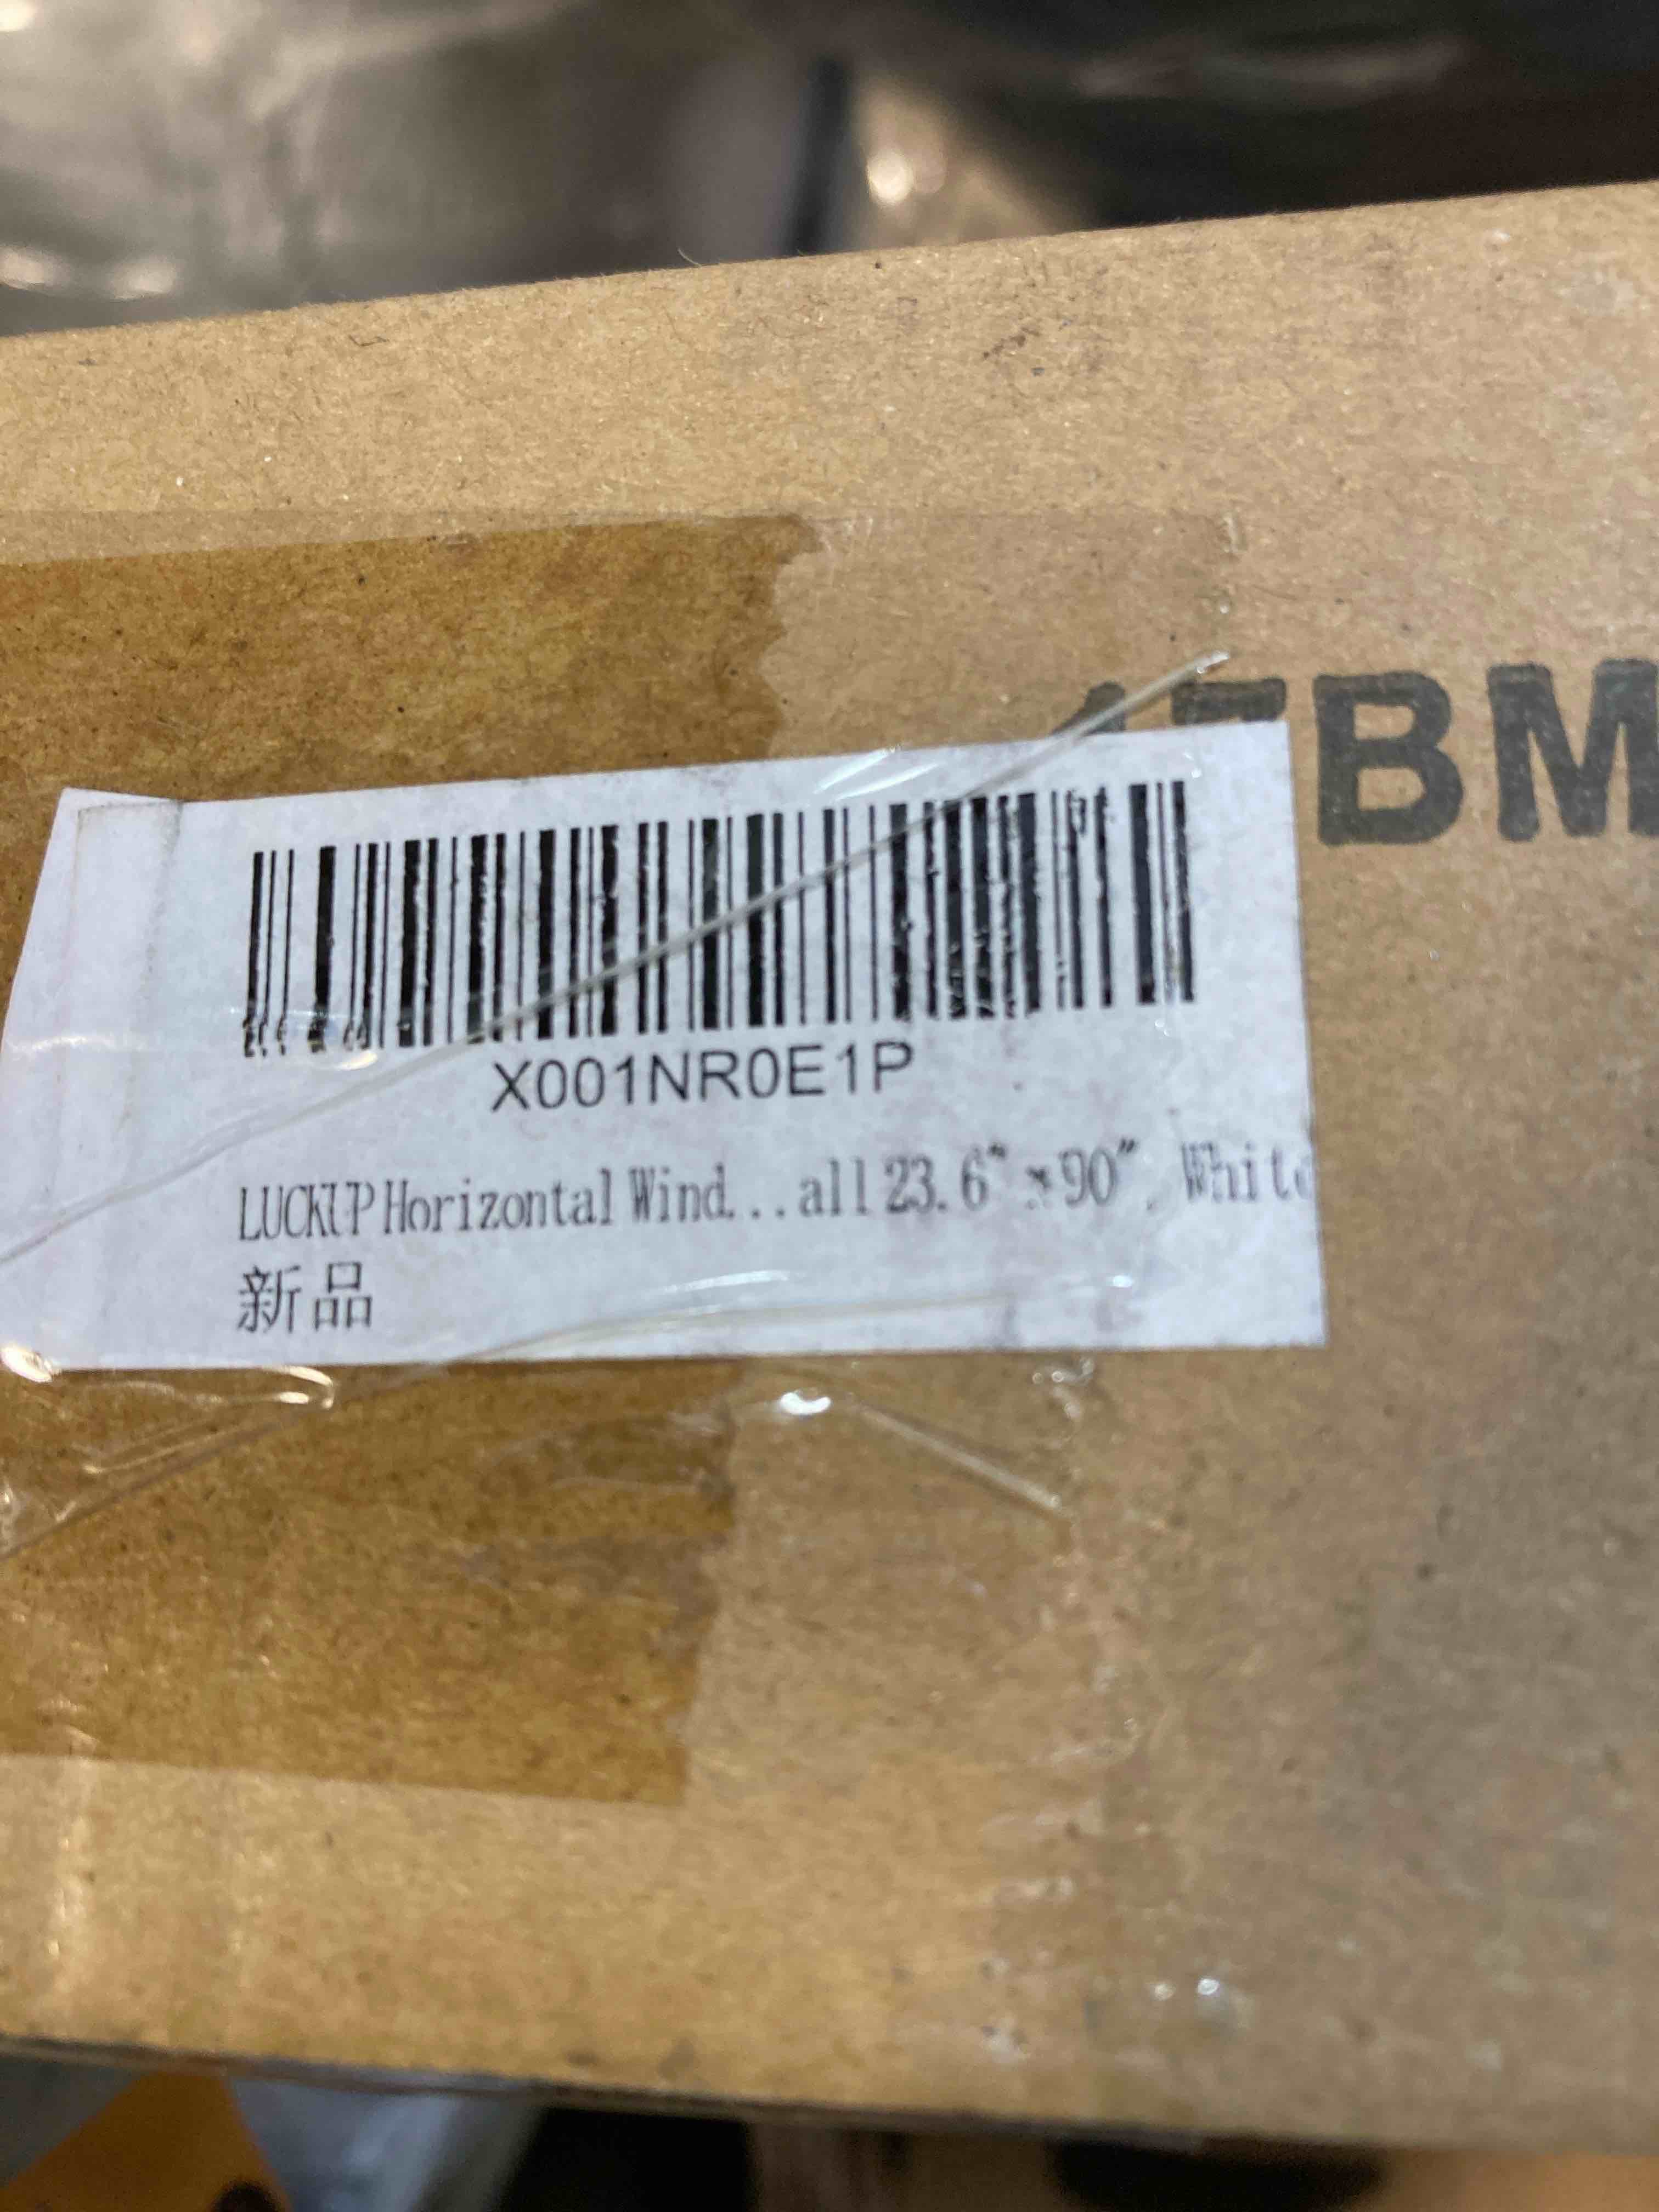 BM
X001NR0E1P
LUCKUP Horizontal Wind...all 23.6" x 90", White
新品